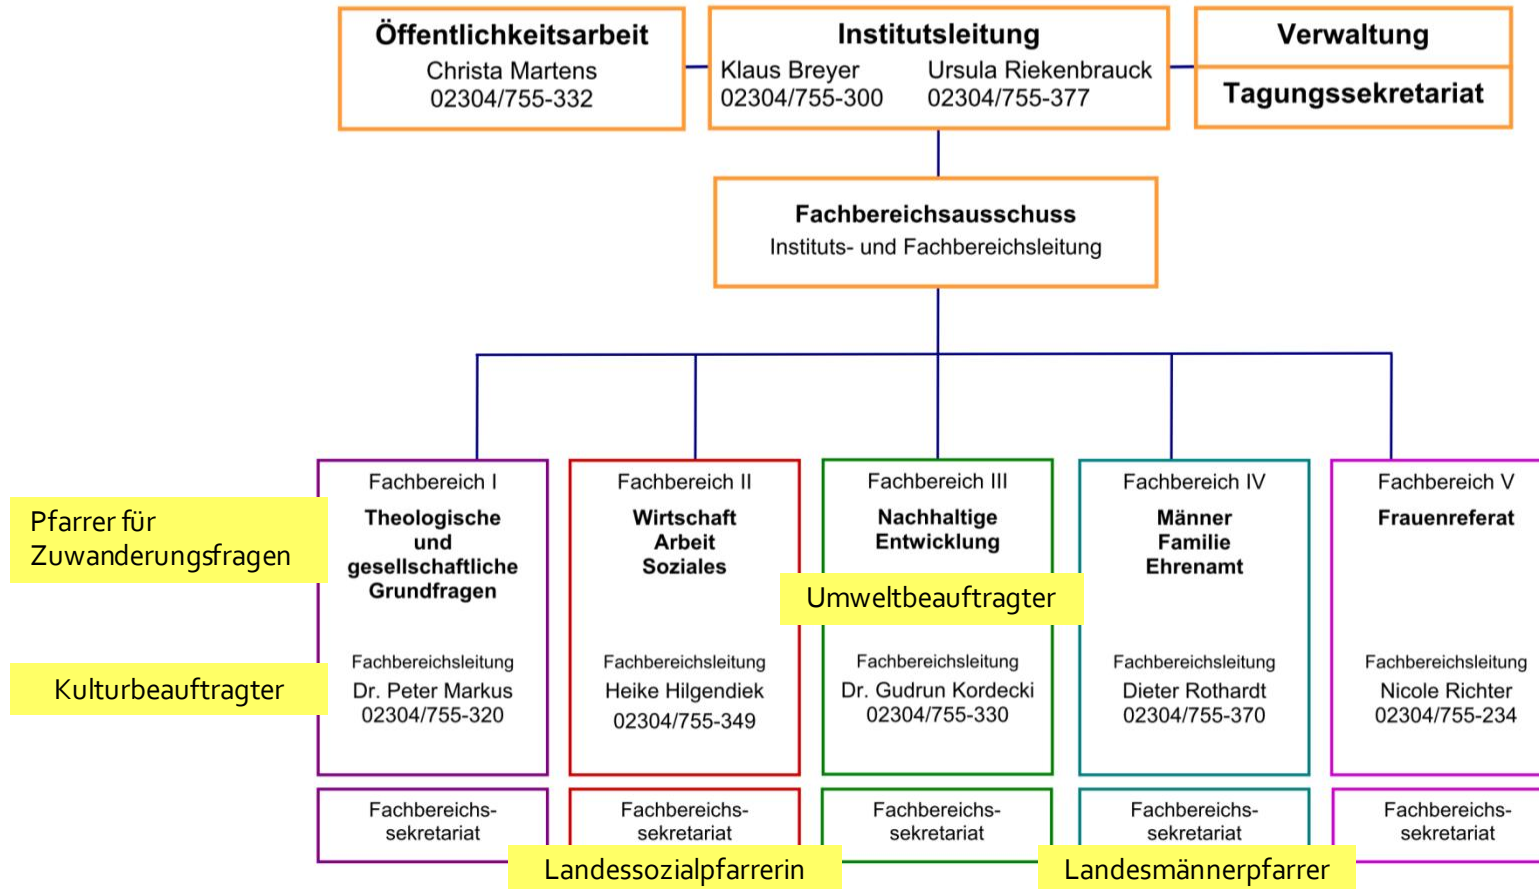 Öffentlichkeitsarbeit
Christa Martens
02304/755-332
Institutsleitung
Klaus Breyer
02304/755-300
Ursula Riekenbrauck
02304/755-377
Verwaltung
Tagungssekretariat
Fachbereichsausschuss
Instituts- und Fachbereichsleitung
Pfarrer für
Zuwanderungsfragen
Kulturbeauftragter
Fachbereich I
Theologische
und
gesellschaftliche
Grundfragen
Fachbereichsleitung
Dr. Peter Markus
02304/755-320
Fachbereichs-
sekretariat
Fachbereich II
Wirtschaft
Arbeit
Soziales
Fachbereichsleitung
Heike Hilgendiek
02304/755-349
Fachbereichs-
sekretariat
Landessozialpfarrerin
Fachbereich III
Nachhaltige
Entwicklung
Umweltbeauftragter
Fachbereichsleitung
Dr. Gudrun Kordecki
02304/755-330
Fachbereichs-
sekretariat
Fachbereich IV
Männer
Familie
Ehrenamt
Fachbereichsleitung
Dieter Rothardt
02304/755-370
Fachbereichs-
sekretariat
Landesmännerpfarrer
Fachbereich V
Frauenreferat
Fachbereichsleitung
Nicole Richter
02304/755-234
Fachbereichs-
sekretariat